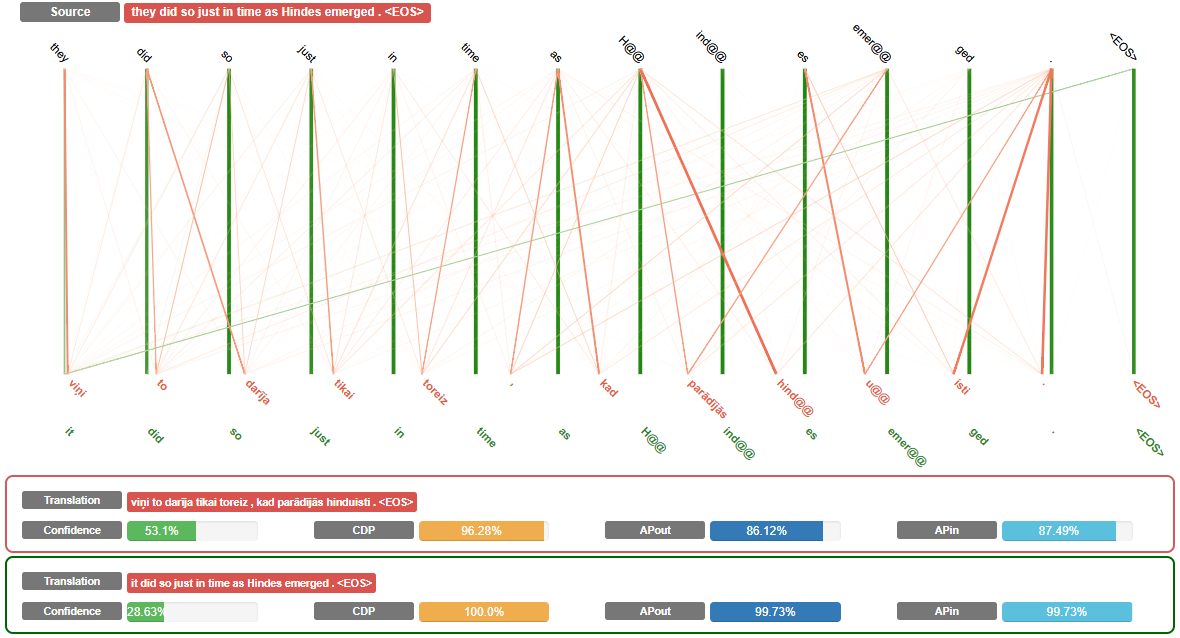 Source they did so just in time as Hindes emerged . <EOS>
they did so just in time as H@@ ind@@ es emer@@ ged . <EOS>
viņi to darīja tikai toreiz , kad parādījās hind@@ u@@ isti . <EOS>
it did so just in time as H@@ ind@@ es emer@@ ged . <EOS>
Translation viņi to darīja tikai toreiz , kad parādījās hinduisti . <EOS>
Confidence 53.1% CDP 96.28% APout 86.12% APin 87.49%
Translation it did so just in time as Hindes emerged . <EOS>
Confidence 28.63% CDP 100.0% APout 99.73% APin 99.73%